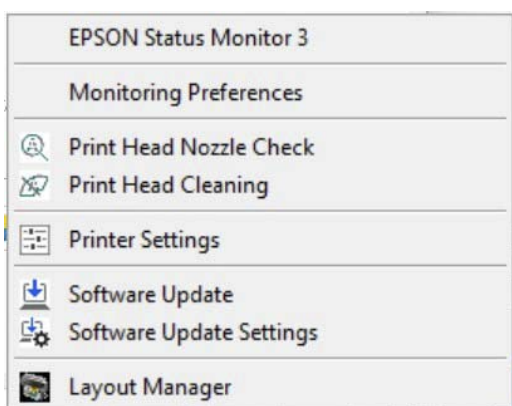 EPSON Status Monitor 3
Monitoring Preferences
Print Head Nozzle Check
Print Head Cleaning
Printer Settings
Software Update
Software Update Settings
Layout Manager